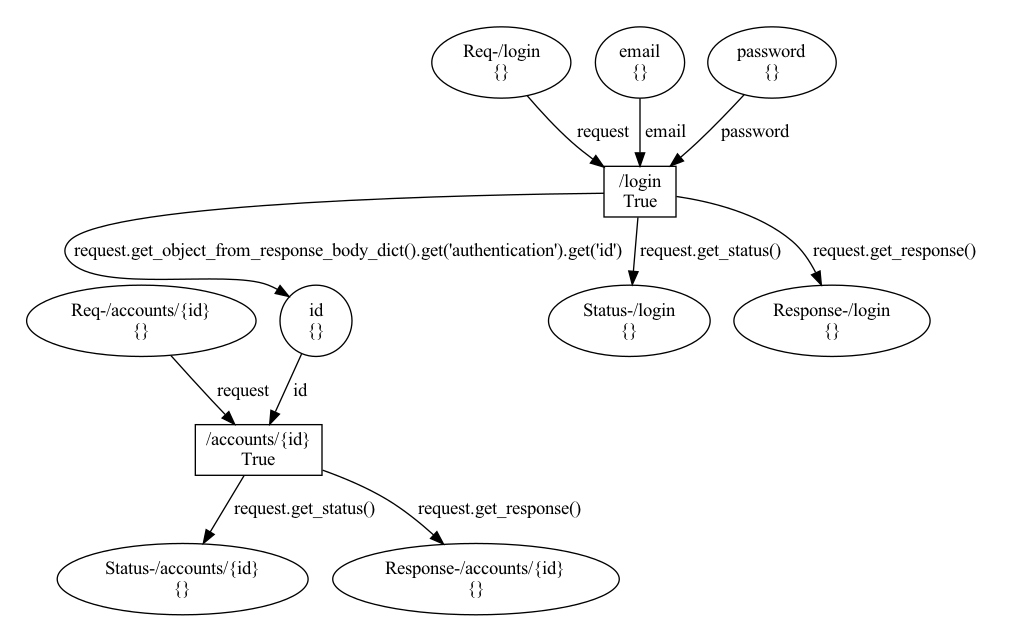 Req-/login
{}
email
{}
password
{}
request
email
password
/login
True
request.get_object_from_response_body_dict().get('authentication').get('id')
request.get_status()
request.get_response()
Req-/accounts/{id}
{}
id
{}
Status-/login
{}
Response-/login
{}
request
id
/accounts/{id}
True
request.get_status()
request.get_response()
Status-/accounts/{id}
{}
Response-/accounts/{id}
{}